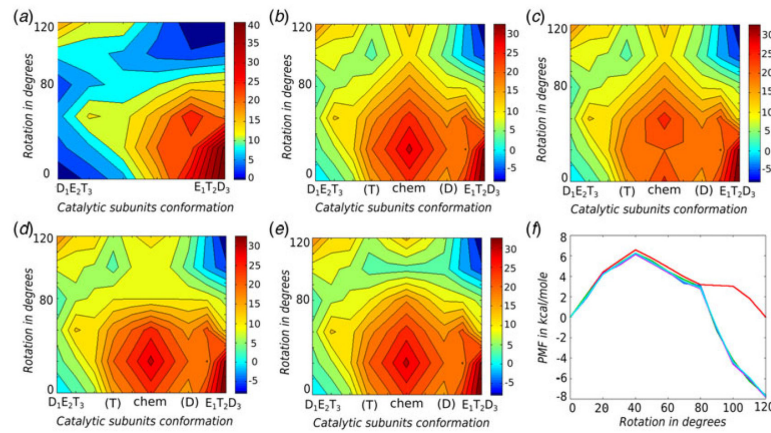 (a)
120
80
40
0
Rotation in degrees
D₁E₂T₃ E₁T₂D₃
Catalytic subunits conformation
40
35
30
25
20
15
10
5
0
(b)
120
80
40
0
Rotation in degrees
D₁E₂T₃ (T) chem (D) E₁T₂D₃
Catalytic subunits conformation
30
25
20
15
10
5
0
-5
(c)
120
80
40
0
Rotation in degrees
D₁E₂T₃ (T) chem (D) E₁T₂D₃
Catalytic subunits conformation
30
25
20
15
10
5
0
-5
(d)
120
80
40
0
Rotation in degrees
D₁E₂T₃ (T) chem (D) E₁T₂D₃
Catalytic subunits conformation
30
25
20
15
10
5
0
-5
(e)
120
80
40
0
Rotation in degrees
D₁E₂T₃ (T) chem (D) E₁T₂D₃
Catalytic subunits conformation
30
25
20
15
10
5
0
-5
(f)
8
6
4
2
0
-2
-4
-6
-8
PMF in kcal/mole
0 20 40 60 80 100 120
Rotation in degrees